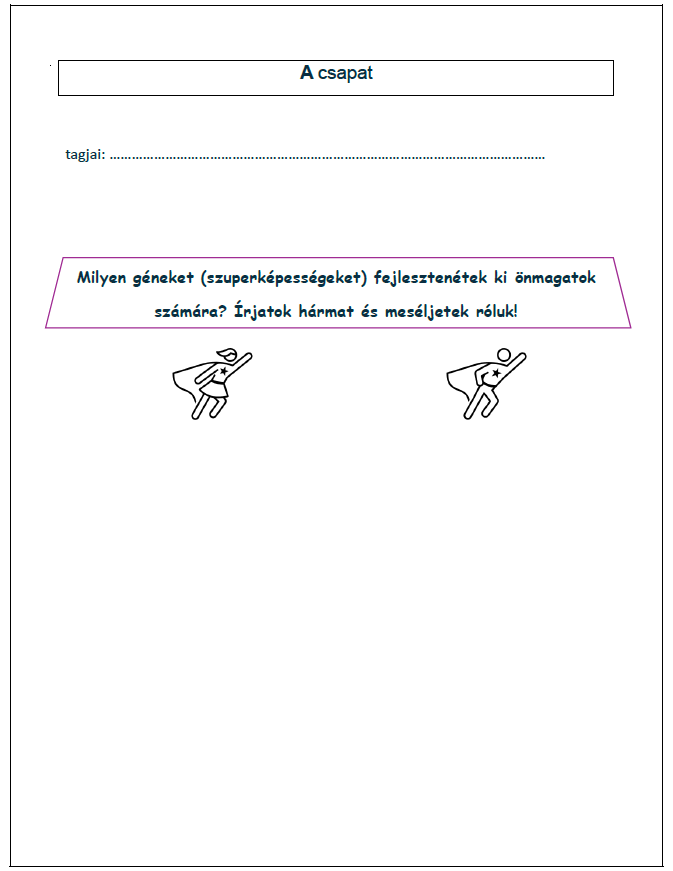 A csapat
tagjai: ……………………………………………………………………………………………………
Milyen géneket (szuperképességeket) fejlesztenétek ki önmagatok
számára? Írjatok hármat és meséljetek róluk!